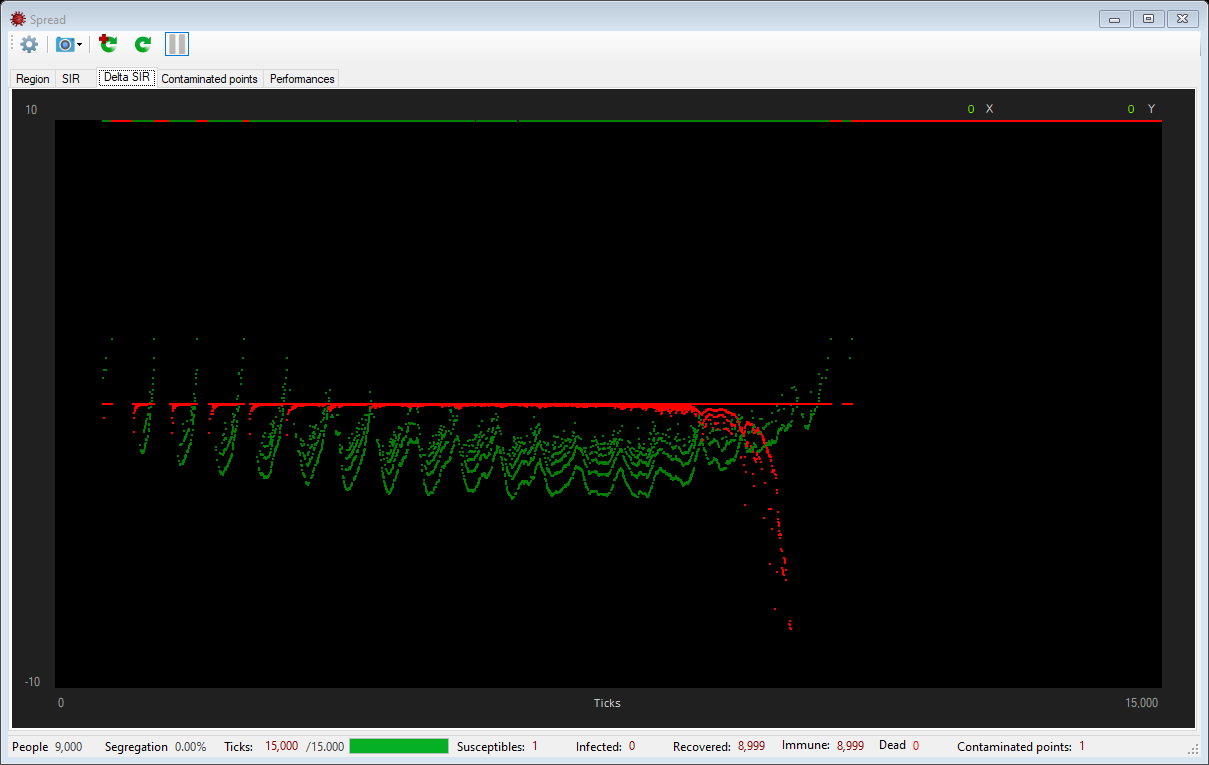 Spread
Region SIR Delta SIR Contaminated points Performances
10 0 X 0 Y
-10
0 Ticks 15,000
People 9,000 Segregation 0.00% Ticks: 15,000 /15.000 Susceptibles: 1 Infected: 0 Recovered: 8,999 Immune: 8,999 Dead 0 Contaminated points: 1